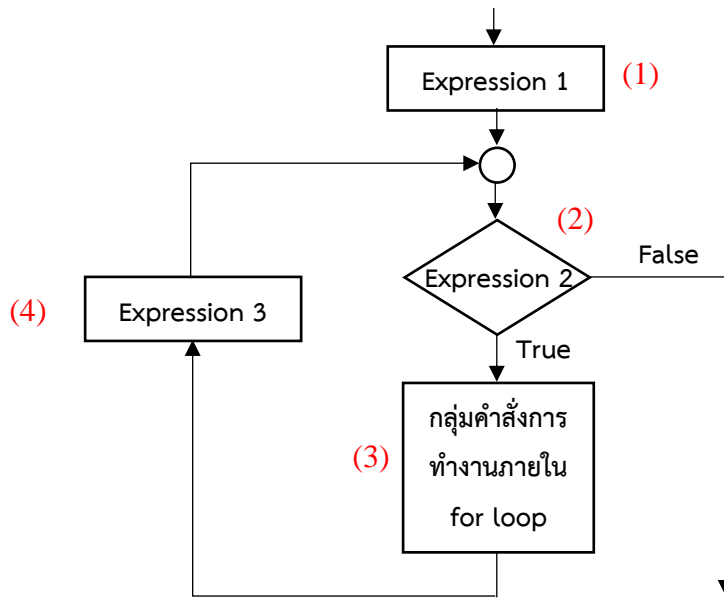 Expression 1
(1)
(2)
Expression 2
False
(4)
Expression 3
True
(3)
กลุ่มคำสั่งการ
ทำงานภายใน
for loop